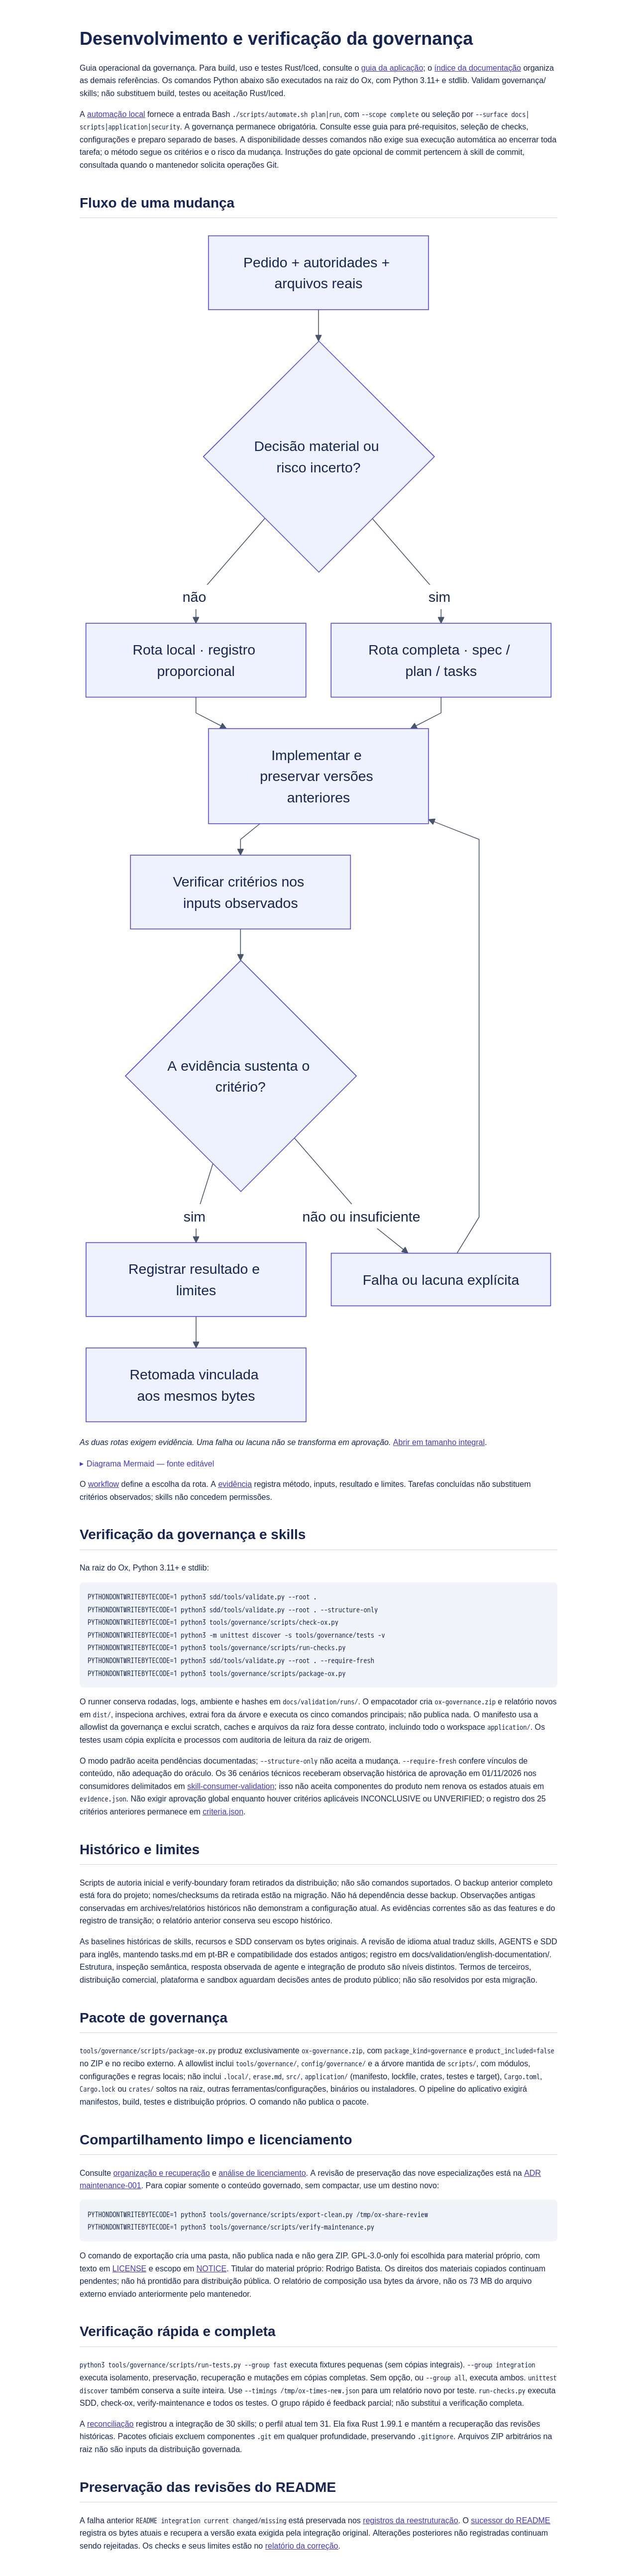 Desenvolvimento e verificação da governança
Guia operacional da governança. Para build, uso e testes Rust/Iced, consulte o guia da aplicação; o índice da documentação organiza
as demais referências. Os comandos Python abaixo são executados na raiz do Ox, com Python 3.11+ e stdlib. Validam governança/
skills; não substituem build, testes ou aceitação Rust/Iced.
A automação local fornece a entrada Bash ./scripts/automate.sh plan|run, com --scope complete ou seleção por --surface docs|
scripts|application|security. A governança permanece obrigatória. Consulte esse guia para pré-requisitos, seleção de checks,
configurações e preparo separado de bases. A disponibilidade desses comandos não exige sua execução automática ao encerrar toda
tarefa; o método segue os critérios e o risco da mudança. Instruções do gate opcional de commit pertencem à skill de commit,
consultada quando o mantenedor solicita operações Git.
Fluxo de uma mudança
Pedido + autoridades +
arquivos reais
Decisão material ou
risco incerto?
não
sim
Rota local · registro
proporcional
Rota completa · spec /
plan / tasks
Implementar e
preservar versões
anteriores
Verificar critérios nos
inputs observados
A evidência sustenta o
critério?
sim
não ou insuficiente
Registrar resultado e
limites
Falha ou lacuna explícita
Retomada vinculada
aos mesmos bytes
As duas rotas exigem evidência. Uma falha ou lacuna não se transforma em aprovação. Abrir em tamanho integral.
▸ Diagrama Mermaid — fonte editável
O workflow define a escolha da rota. A evidência registra método, inputs, resultado e limites. Tarefas concluídas não substituem
critérios observados; skills não concedem permissões.
Verificação da governança e skills
Na raiz do Ox, Python 3.11+ e stdlib:
PYTHONDONTWRITEBYTECODE=1 python3 sdd/tools/validate.py --root .
PYTHONDONTWRITEBYTECODE=1 python3 sdd/tools/validate.py --root . --structure-only
PYTHONDONTWRITEBYTECODE=1 python3 tools/governance/scripts/check-ox.py
PYTHONDONTWRITEBYTECODE=1 python3 -m unittest discover -s tools/governance/tests -v
PYTHONDONTWRITEBYTECODE=1 python3 tools/governance/scripts/run-checks.py
PYTHONDONTWRITEBYTECODE=1 python3 sdd/tools/validate.py --root . --require-fresh
PYTHONDONTWRITEBYTECODE=1 python3 tools/governance/scripts/package-ox.py
O runner conserva rodadas, logs, ambiente e hashes em docs/validation/runs/. O empacotador cria ox-governance.zip e relatório novos
em dist/, inspeciona archives, extrai fora da árvore e executa os cinco comandos principais; não publica nada. O manifesto usa a
allowlist da governança e exclui scratch, caches e arquivos da raiz fora desse contrato, incluindo todo o workspace application/. Os
testes usam cópia explícita e processos com auditoria de leitura da raiz de autoria.
O modo padrão aceita pendências documentadas; --structure-only não aceita a mudança. --require-fresh confere vínculos de
conteúdo, não adequação do oráculo. Os 36 cenários técnicos receberam observação histórica de aprovação em 01/11/2026 nos
consumidores delimitados em skill-consumer-validation; isso não aceita componentes do produto nem renova os estados atuais em
evidence.json. Não exigir aprovação global enquanto houver critérios aplicáveis INCONCLUSIVE ou UNVERIFIED; o registro dos 25
critérios anteriores permanece em criteria.json.
Histórico e limites
Scripts de autoria inicial e verify-boundary foram retirados da distribuição; não são comandos suportados. O backup anterior completo
está fora do projeto; nomes/checksums da retirada estão na migração. Não há dependência desse backup. Observações antigas
conservadas em archives/relatórios históricos não demonstram a configuração atual. As evidências correntes são as das features e do
registro de transição; o relatório anterior conserva seu escopo histórico.
As baselines históricas de skills, recursos e SDD conservam os bytes originais. A revisão de idioma atual traduz skills, AGENTS e SDD
para inglês, mantendo tasks.md em pt-BR e compatibilidade dos estados antigos; registro em docs/validation/english-documentation/.
Estrutura, inspeção semântica, resposta observada de agente e integração de produto são níveis distintos. Termos de terceiros,
distribuição comercial, plataforma e sandbox aguardam decisões antes de produto público; não são resolvidos por esta migração.
Pacote de governança
tools/governance/scripts/package-ox.py produz exclusivamente ox-governance.zip, com package_kind=governance e product_included=false
no ZIP e no recibo externo. A allowlist inclui tools/governance/, config/governance/ e a árvore mantida de scripts/, com módulos,
configurações e regras locais; não inclui .local/, erase.md, src/, application/ (manifesto, lockfile, crates, testes e target), Cargo.toml,
Cargo.lock ou crates/ soltos na raiz, outras ferramentas/configurações, binários ou instaladores. O pipeline do aplicativo exigirá
manifestos, build, testes e distribuição próprios. O comando não publica o pacote.
Compartilhamento limpo e licenciamento
Consulte organização e recuperação e análise de licenciamento. A revisão de preservação das nove especializações está na ADR
maintenance-001. Para copiar somente o conteúdo governado, sem compactar, use um destino novo:
PYTHONDONTWRITEBYTECODE=1 python3 tools/governance/scripts/export-clean.py /tmp/ox-share-review
PYTHONDONTWRITEBYTECODE=1 python3 tools/governance/scripts/verify-maintenance.py
O comando de exportação cria uma pasta, não publica nada e não gera ZIP. GPL-3.0-only foi escolhida para material próprio, com
texto em LICENSE e escopo em NOTICE. Titular do material próprio: Rodrigo Batista. Os direitos dos materiais copiados continuam
pendentes; não há prontidão para distribuição pública. O relatório de composição usa bytes da árvore, não os 73 MB do arquivo
externo enviado anteriormente pelo mantenedor.
Verificação rápida e completa
python3 tools/governance/scripts/run-tests.py --group fast executa fixtures pequenas (sem cópias integrais). --group integration
executa isolamento, preservação, recuperação e mutações em cópias completas. Sem opção, ou --group all, executa ambos. unittest
discover também conserva a suíte inteira. Use --timings /tmp/ox-times-new.json para um relatório novo por teste. run-checks.py executa
SDD, check-ox, verify-maintenance e todos os testes. O grupo rápido é feedback parcial; não substitui a verificação completa.
A reconciliação registrou a integração de 30 skills; o perfil atual tem 31. Ela fixa Rust 1.99.1 e mantém a recuperação das revisões
históricas. Pacotes oficiais excluem componentes .git em qualquer profundidade, preservando .gitignore. Arquivos ZIP arbitrários na
raiz não são inputs da distribuição governada.
Preservação das revisões do README
A falha anterior README integration current changed/missing está preservada nos registros da reestruturação. O sucessor do README
registra os bytes atuais e recupera a versão exata exigida pela integração original. Alterações posteriores não registradas continuam
sendo rejeitadas. Os checks e seus limites estão no relatório da correção.